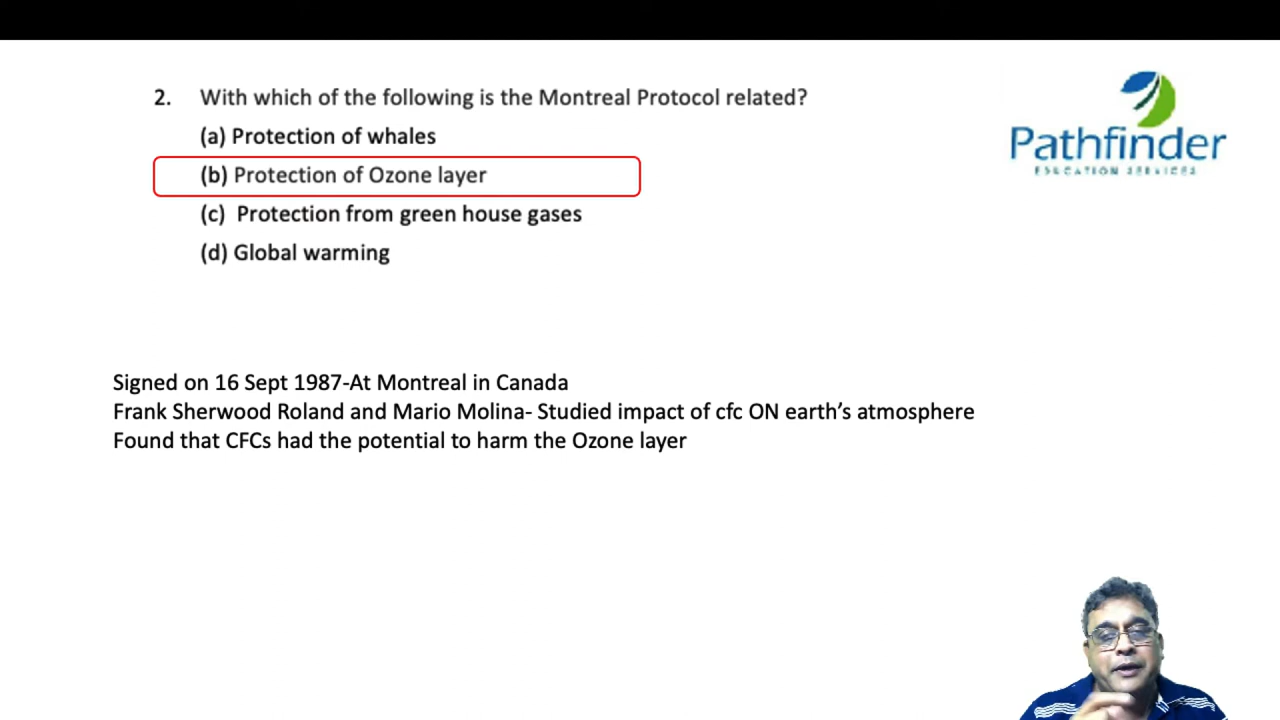 2. With which of the following is the Montreal Protocol related?
(a) Protection of whales
(b) Protection of Ozone layer
(c) Protection from green house gases
(d) Global warming
Pathfinder
EDUCATION SERVICES
Signed on 16 Sept 1987-At Montreal in Canada
Frank Sherwood Roland and Mario Molina- Studied impact of cfc ON earth’s atmosphere
Found that CFCs had the potential to harm the Ozone layer